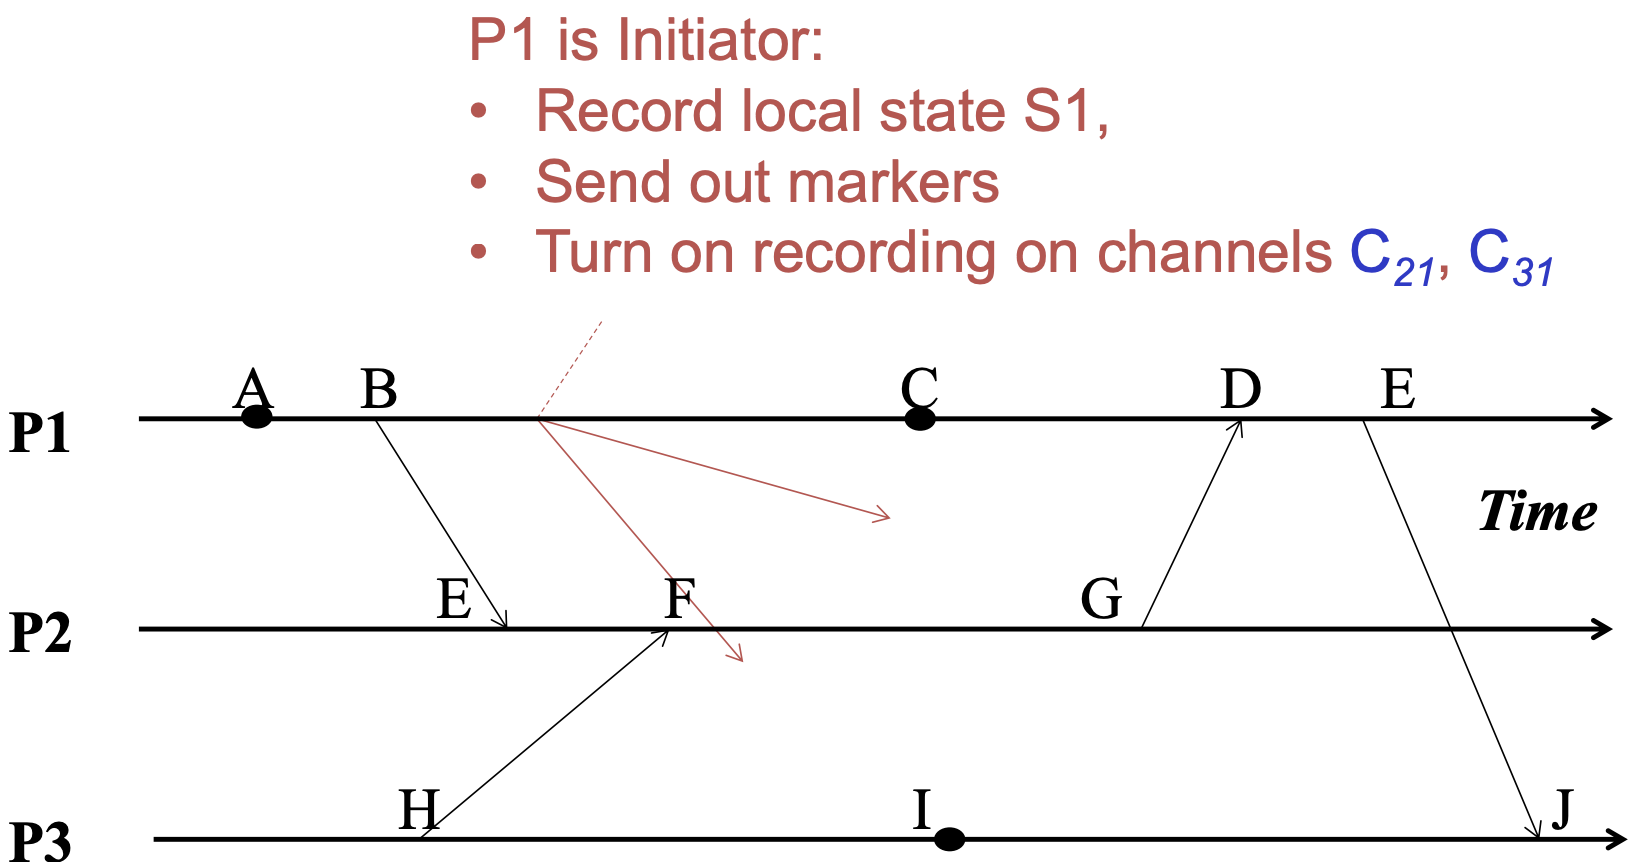 P1 is Initiator:
• Record local state S1,
• Send out markers
• Turn on recording on channels C21, C31
A B C D E
P1
Time
E F G
P2
H I J
P3